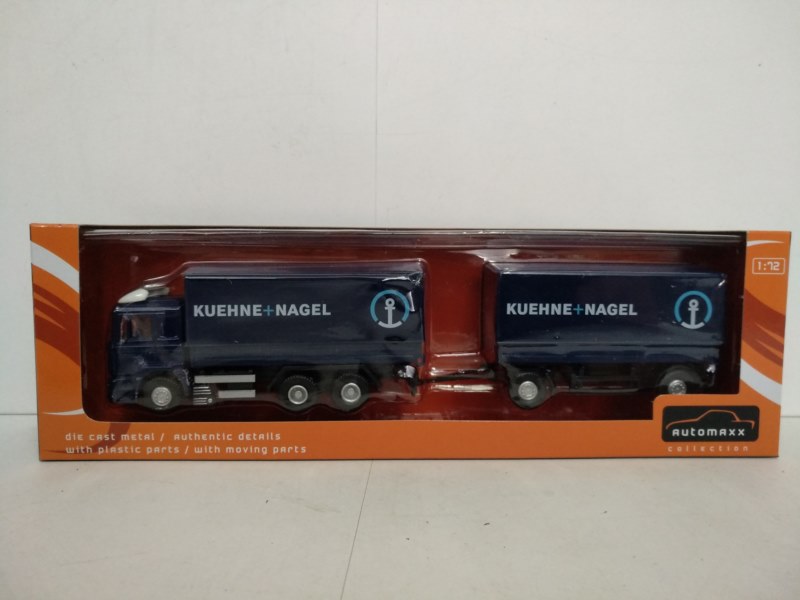 1:72
KUEHNE+NAGEL
KUEHNE+NAGEL
die cast metal / Authentic details
with plastic parts / with moving parts
automaxx
collection